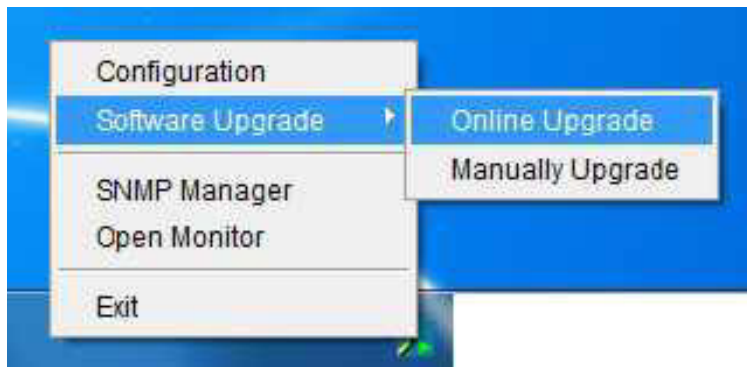 Configuration
Software Upgrade
Online Upgrade
Manually Upgrade
SNMP Manager
Open Monitor
Exit